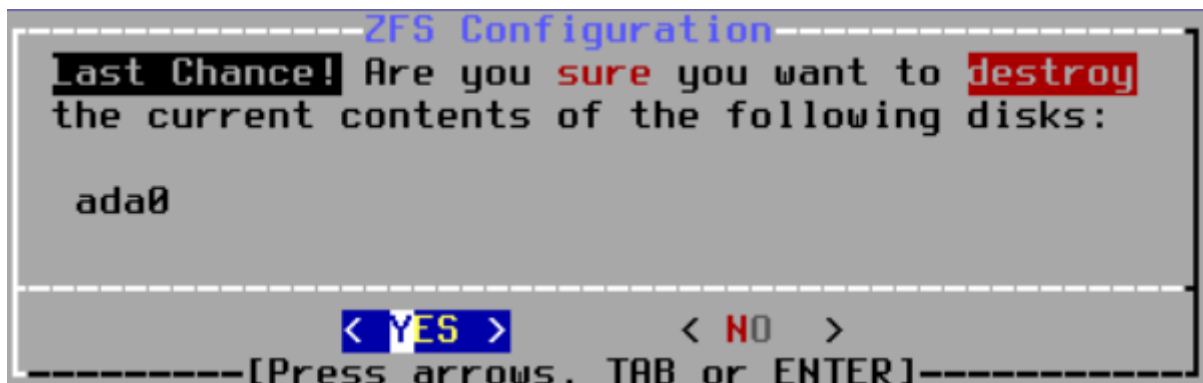 ZFS Configuration
Last Chance! Are you sure you want to destroy
the current contents of the following disks:
ada0
< YES > < NO >
[Press arrows, TAB or ENTER]